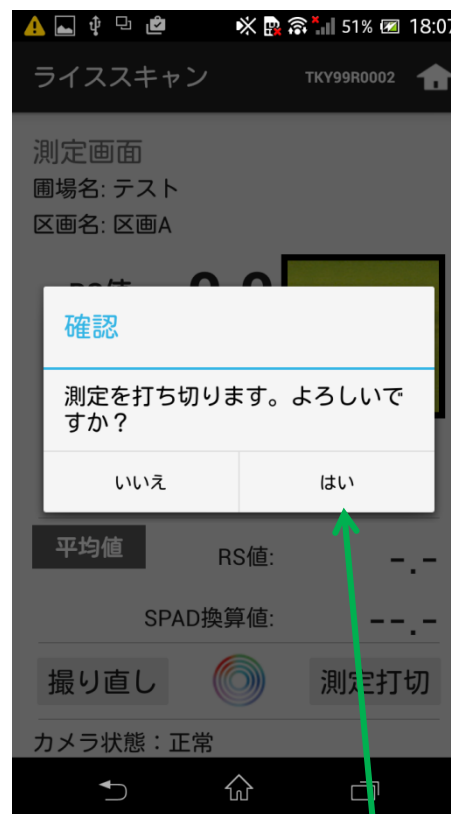 51% 18:07
ライススキャン TKY99R0002
測定画面
圃場名: テスト
区画名: 区画A
確認
測定を打ち切ります。よろしいで
すか？
いいえ はい
平均値 RS値: -.-
SPAD換算値: --.-
撮り直し 測定打切
カメラ状態：正常